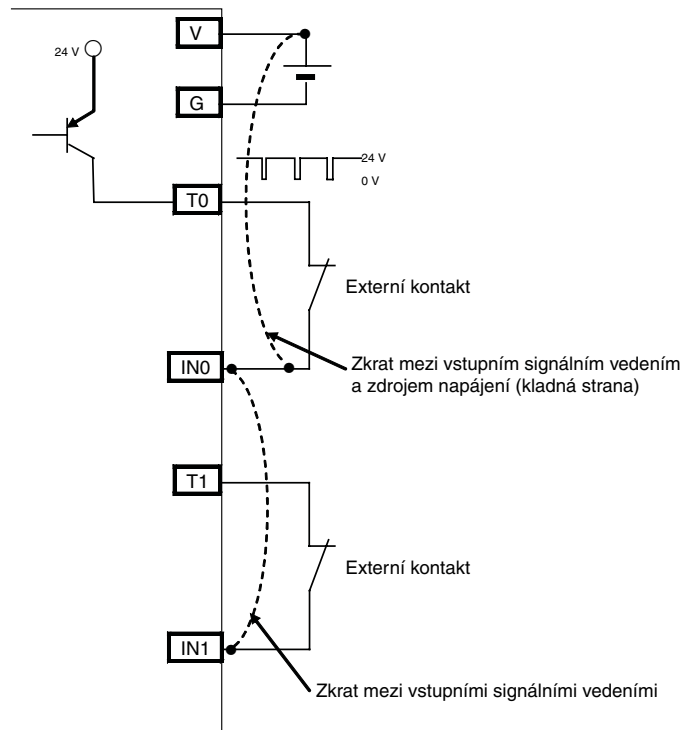 V
24 V
G
24 V
0 V
T0
Externí kontakt
Zkrat mezi vstupním signálním vedením
a zdrojem napájení (kladná strana)
IN0
T1
Externí kontakt
IN1
Zkrat mezi vstupními signálními vedeními